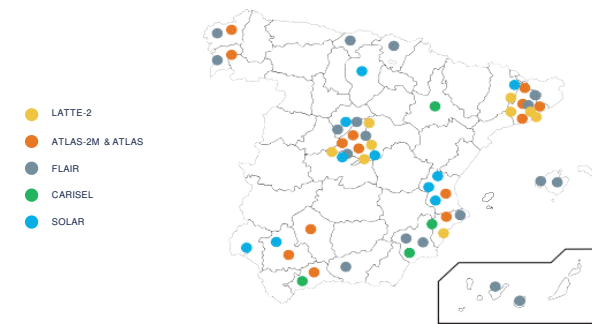 LATTE-2
ATLAS-2M & ATLAS
FLAIR
CARISEL
SOLAR